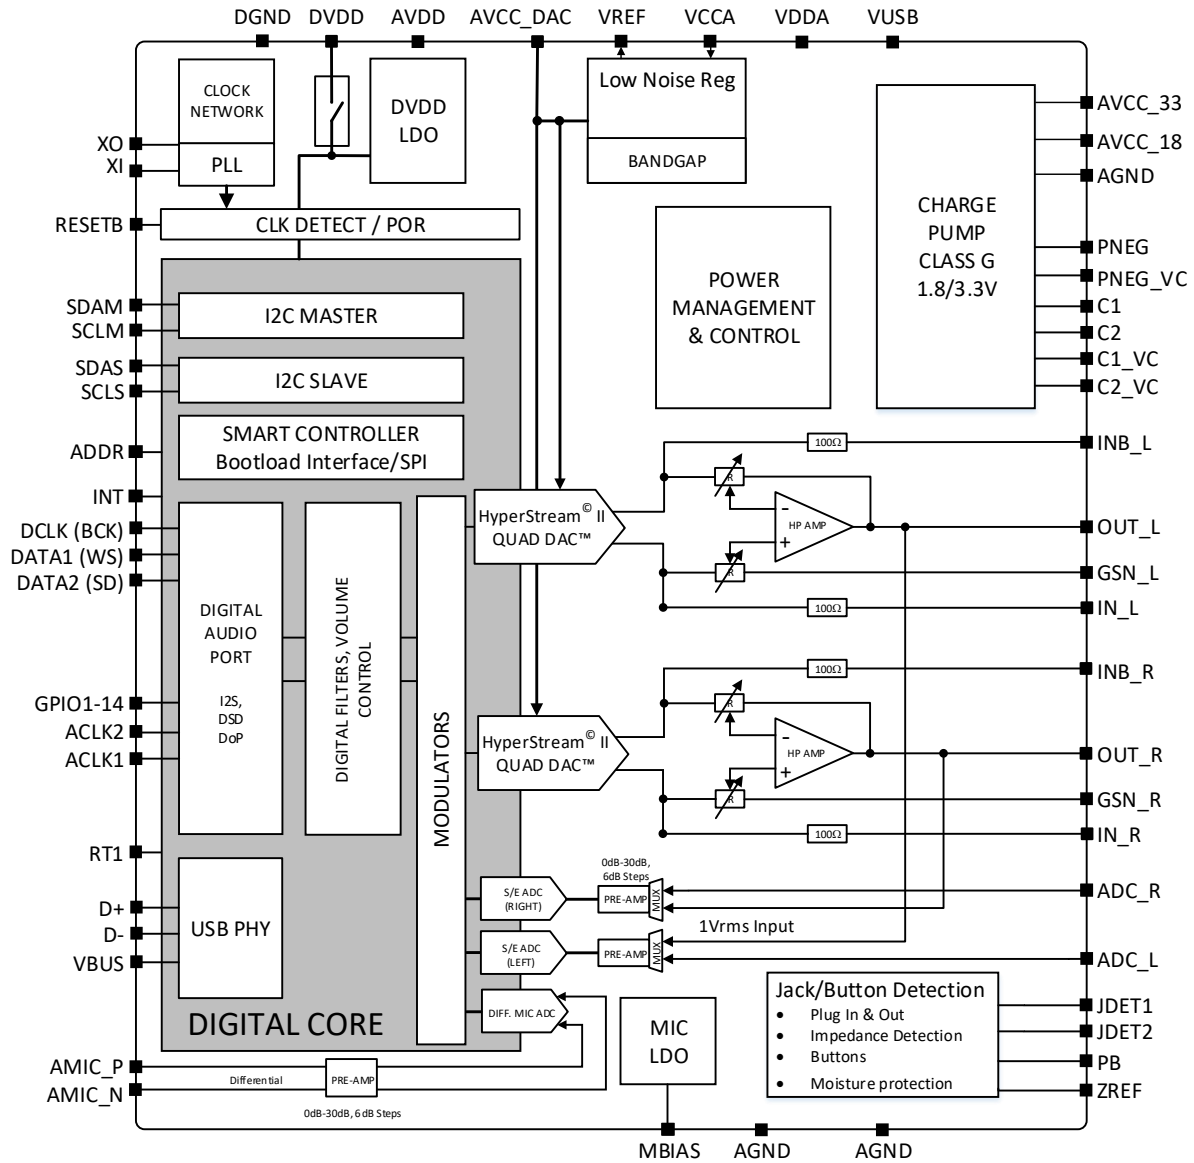 DGND DVDD AVDD AVCC_DAC VREF VCCA VDDA VUSB
CLOCK
NETWORK
PLL
DVDD
LDO
Low Noise Reg
BANDGAP
XO
XI
RESETB
CLK DETECT / POR
CHARGE
PUMP
CLASS G
1.8/3.3V
AVCC_33
AVCC_18
AGND
PNEG
PNEG_VC
C1
C2
C1_VC
C2_VC
POWER
MANAGEMENT
& CONTROL
SDAM
SCLM
I2C MASTER
SDAS
SCLS
I2C SLAVE
ADDR
SMART CONTROLLER
Bootload Interface/SPI
INT
DCLK (BCK)
DATA1 (WS)
DATA2 (SD)
DIGITAL
AUDIO
PORT
I2S,
DSD
DoP
GPIO1-14
ACLK2
ACLK1
DIGITAL FILTERS, VOLUME
CONTROL
MODULATORS
HyperStream© II
QUAD DAC™
100Ω
R
HP AMP
-
+
R
100Ω
INB_L
OUT_L
GSN_L
IN_L
HyperStream© II
QUAD DAC™
100Ω
R
HP AMP
-
+
R
100Ω
INB_R
OUT_R
GSN_R
IN_R
RT1
D+
D-
VBUS
USB PHY
DIGITAL CORE
S/E ADC
(RIGHT)
0dB-30dB,
6dB Steps
PRE-AMP
MUX
ADC_R
1Vrms Input
S/E ADC
(LEFT)
PRE-AMP
MUX
ADC_L
DIFF. MIC ADC
AMIC_P
AMIC_N
Differential
PRE-AMP
0dB-30dB, 6dB Steps
MIC
LDO
Jack/Button Detection
• Plug In & Out
• Impedance Detection
• Buttons
• Moisture protection
JDET1
JDET2
PB
ZREF
MBIAS AGND AGND